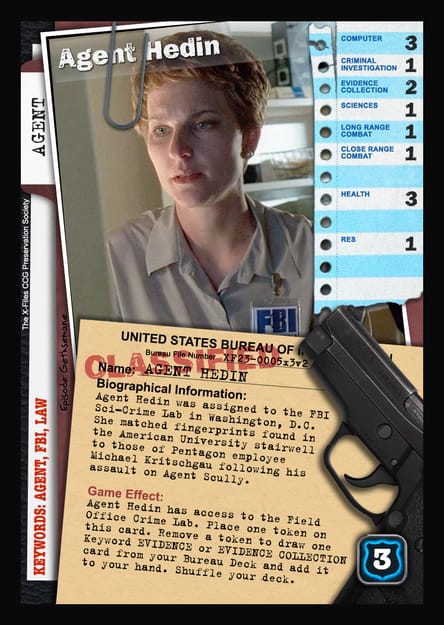 Agent Hedin
COMPUTER 3
CRIMINAL
INVESTIGATION 1
EVIDENCE
COLLECTION 2
SCIENCES 1
LONG RANGE
COMBAT 1
CLOSE RANGE
COMBAT 1
HEALTH 3
RES 1
AGENT
The X-Files CCG Preservation Society
Episode: Gethsemane
KEYWORDS: AGENT, FBI, LAW
FBI
UNITED STATES BUREAU OF
Bureau File Number XF23-0005x3v2
CLASSIFIED
Name: AGENT HEDIN
Biographical Information:
Agent Hedin was assigned to the FBI
Sci-Crime Lab in Washington, D.C.
She matched fingerprints found in
the American University stairwell
to those of Pentagon employee
Michael Kritschgau following his
assault on Agent Scully.
Game Effect:
Agent Hedin has access to the Field
Office Crime Lab. Place one token on
this card. Remove a token to draw one
Keyword EVIDENCE or EVIDENCE COLLECTION
card from your Bureau Deck and add it
to your hand. Shuffle your deck.
3